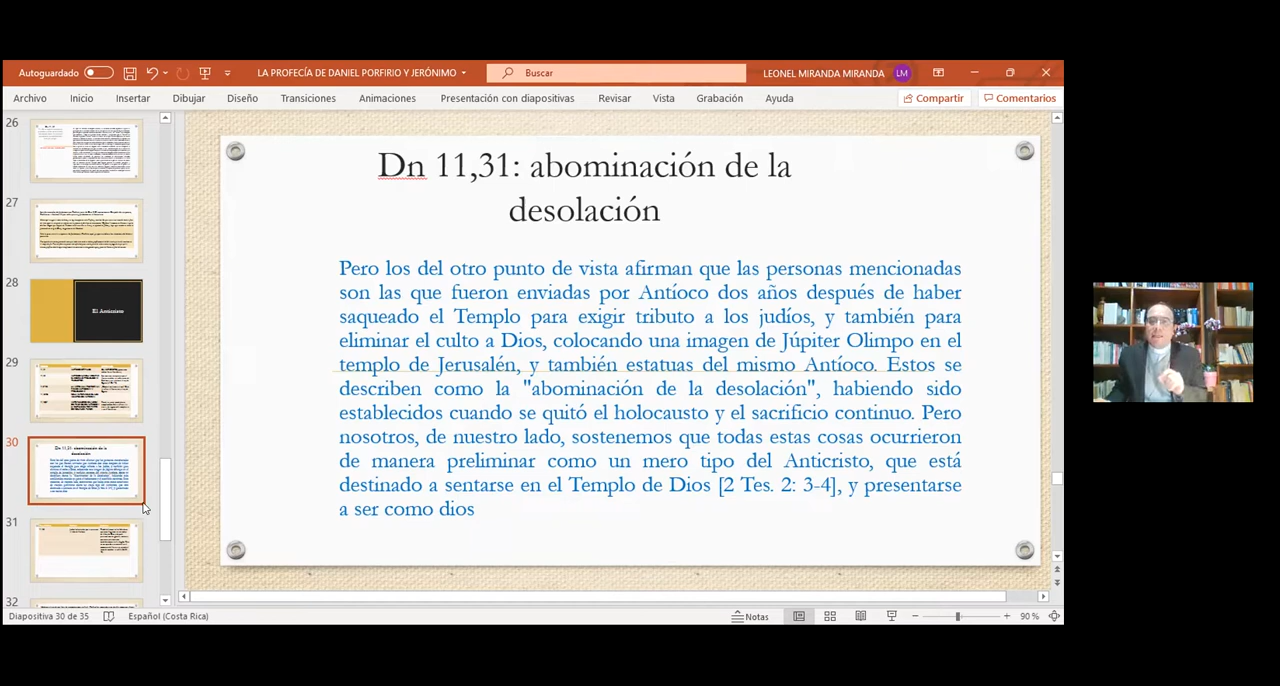 Autoguardado
LA PROFECÍA DE DANIEL PORFIRIO Y JERÓNIMO
Buscar
LEONEL MIRANDA MIRANDA
LM
Archivo Inicio Insertar Dibujar Diseño Transiciones Animaciones Presentación con diapositivas Revisar Vista Grabación Ayuda
Compartir
Comentarios
26
27
28
El Anticristo
29
30
Dn 11,31: abominación de la
desolación
31
32
Dn 11,31: abominación de la
desolación
Pero los del otro punto de vista afirman que las personas mencionadas
son las que fueron enviadas por Antíoco dos años después de haber
saqueado el Templo para exigir tributo a los judíos, y también para
eliminar el culto a Dios, colocando una imagen de Júpiter Olimpo en el
templo de Jerusalén, y también estatuas del mismo Antíoco. Estos se
describen como la "abominación de la desolación", habiendo sido
establecidos cuando se quitó el holocausto y el sacrificio continuo. Pero
nosotros, de nuestro lado, sostenemos que todas estas cosas ocurrieron
de manera preliminar como un mero tipo del Anticristo, que está
destinado a sentarse en el Templo de Dios [2 Tes. 2: 3-4], y presentarse
a ser como dios
Diapositiva 30 de 35
Español (Costa Rica)
Notas
90 %